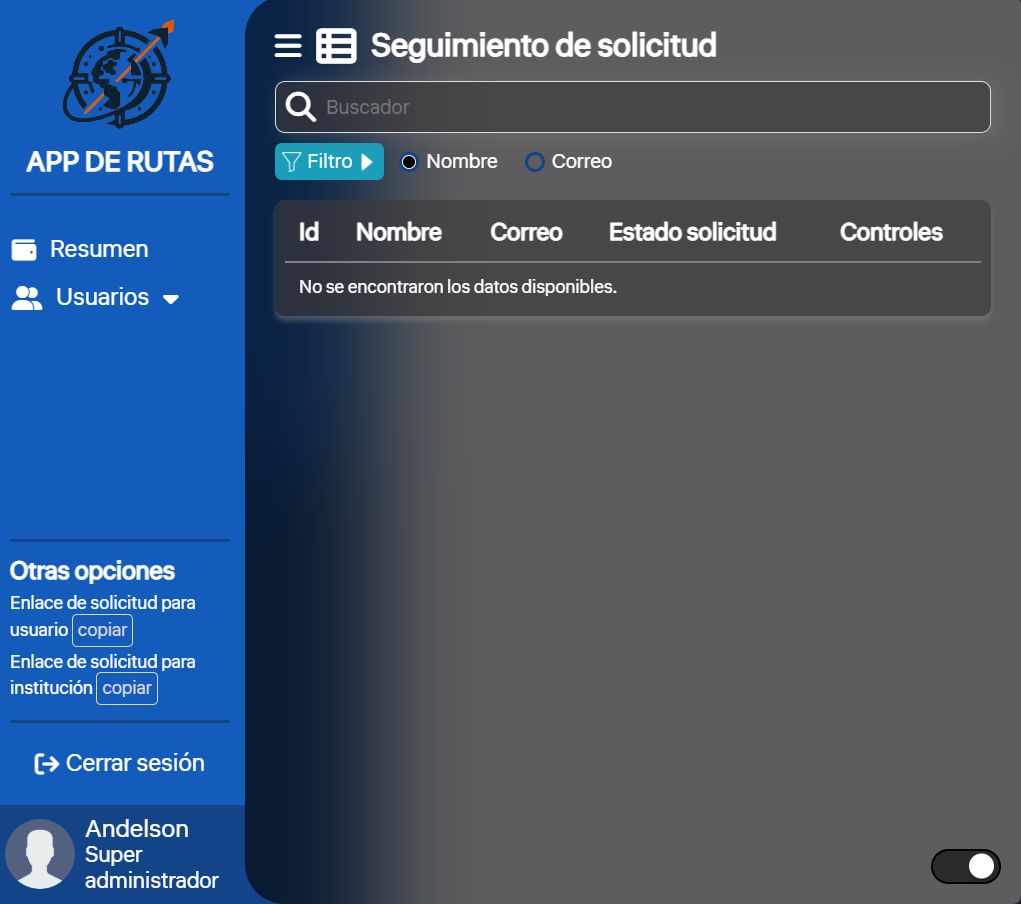 APP DE RUTAS
Resumen
Usuarios
Otras opciones
Enlace de solicitud para
usuario copiar
Enlace de solicitud para
institución copiar
Cerrar sesión
Andelson
Super
administrador
Seguimiento de solicitud
Buscador
Filtro Nombre Correo
Id Nombre Correo Estado solicitud Controles
No se encontraron los datos disponibles.